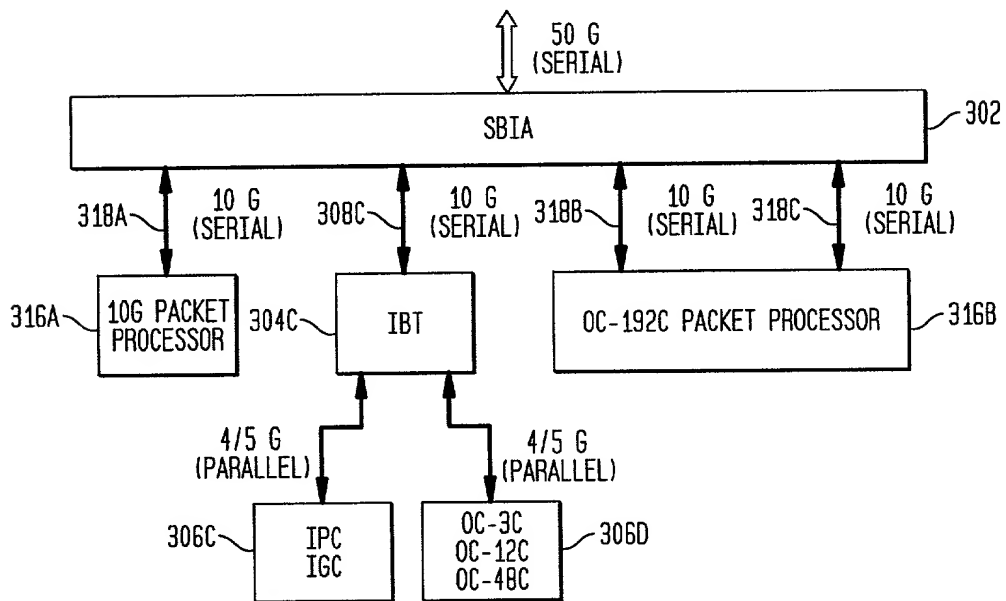 50 G
(SERIAL)
SBIA
302
318A
10 G
(SERIAL)
308C
10 G
(SERIAL)
318B
10 G
(SERIAL)
318C
10 G
(SERIAL)
316A
10G PACKET
PROCESSOR
304C
IBT
OC-192C PACKET PROCESSOR
316B
4/5 G
(PARALLEL)
4/5 G
(PARALLEL)
306C
IPC
IGC
OC-3C
OC-12C
OC-48C
306D